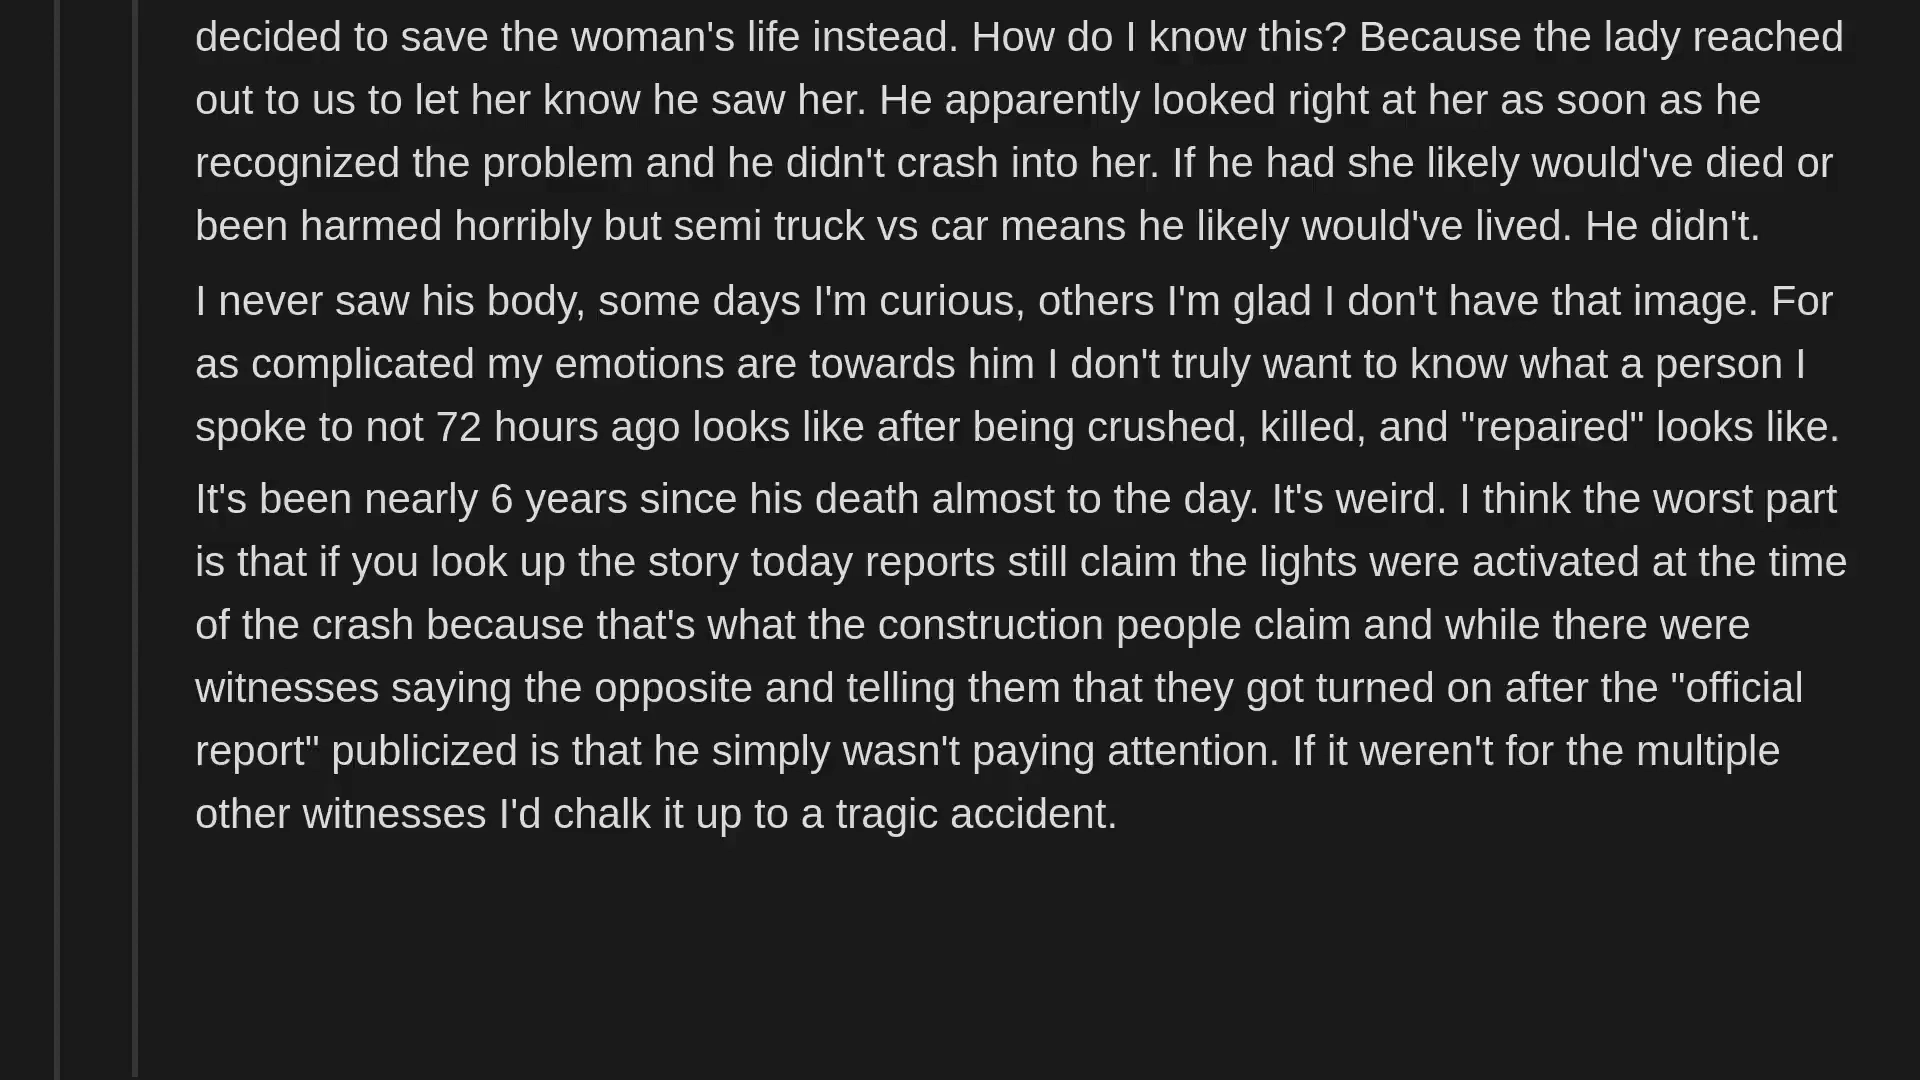 decided to save the woman's life instead. How do I know this? Because the lady reached
out to us to let her know he saw her. He apparently looked right at her as soon as he
recognized the problem and he didn't crash into her. If he had she likely would've died or
been harmed horribly but semi truck vs car means he likely would've lived. He didn't.
I never saw his body, some days I'm curious, others I'm glad I don't have that image. For
as complicated my emotions are towards him I don't truly want to know what a person I
spoke to not 72 hours ago looks like after being crushed, killed, and "repaired" looks like.
It's been nearly 6 years since his death almost to the day. It's weird. I think the worst part
is that if you look up the story today reports still claim the lights were activated at the time
of the crash because that's what the construction people claim and while there were
witnesses saying the opposite and telling them that they got turned on after the "official
report" publicized is that he simply wasn't paying attention. If it weren't for the multiple
other witnesses I'd chalk it up to a tragic accident.